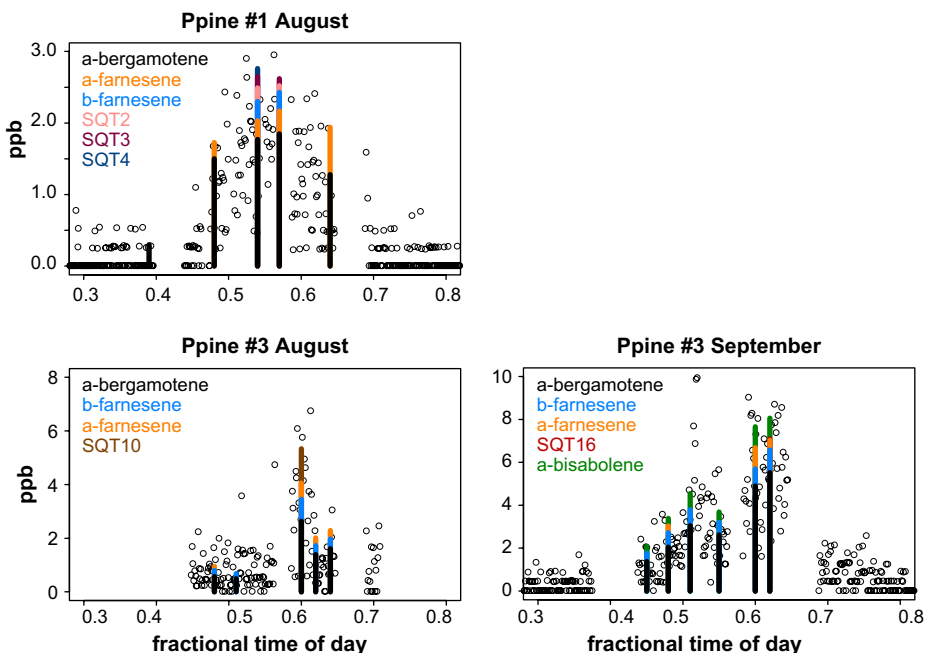 Ppine #1 August
3.0
2.0
1.0
0.0
ppb
a-bergamotene
a-farnesene
b-farnesene
SQT2
SQT3
SQT4
0.3 0.4 0.5 0.6 0.7 0.8
Ppine #3 August
8
6
4
2
0
ppb
a-bergamotene
b-farnesene
a-farnesene
SQT10
0.3 0.4 0.6 0.7 0.8
fractional time of day
Ppine #3 September
10
8
6
4
2
0
a-bergamotene
b-farnesene
a-farnesene
SQT16
a-bisabolene
0.3 0.4 0.5 0.6 0.7 0.8
fractional time of day